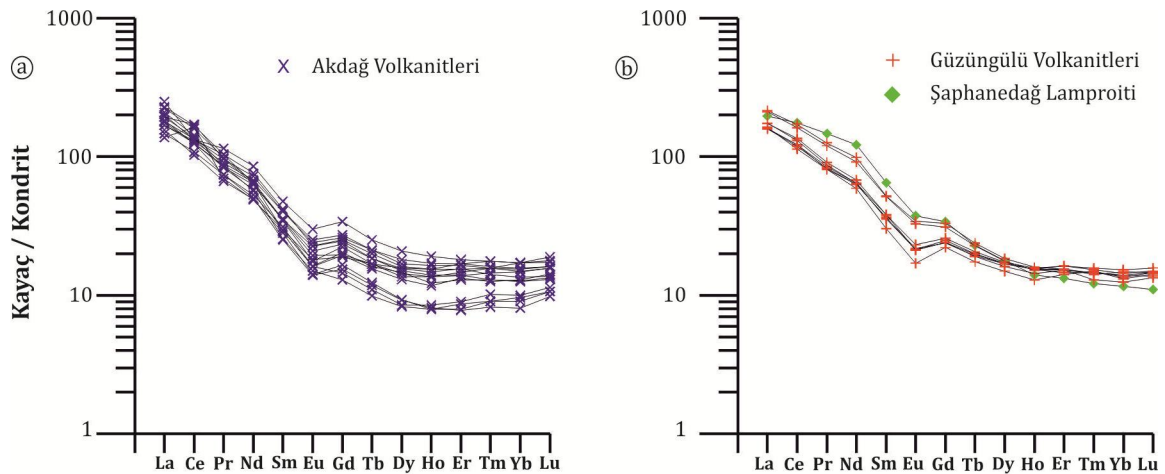 Kayaç / Kondrit
ⓐ
1000
100
10
1
Akdağ Volkanitleri
La Ce Pr Nd Sm Eu Gd Tb Dy Ho Er Tm Yb Lu
ⓑ
1000
100
10
1
Güzüngülü Volkanitleri
Şaphanedağ Lamproiti
La Ce Pr Nd Sm Eu Gd Tb Dy Ho Er Tm Yb Lu